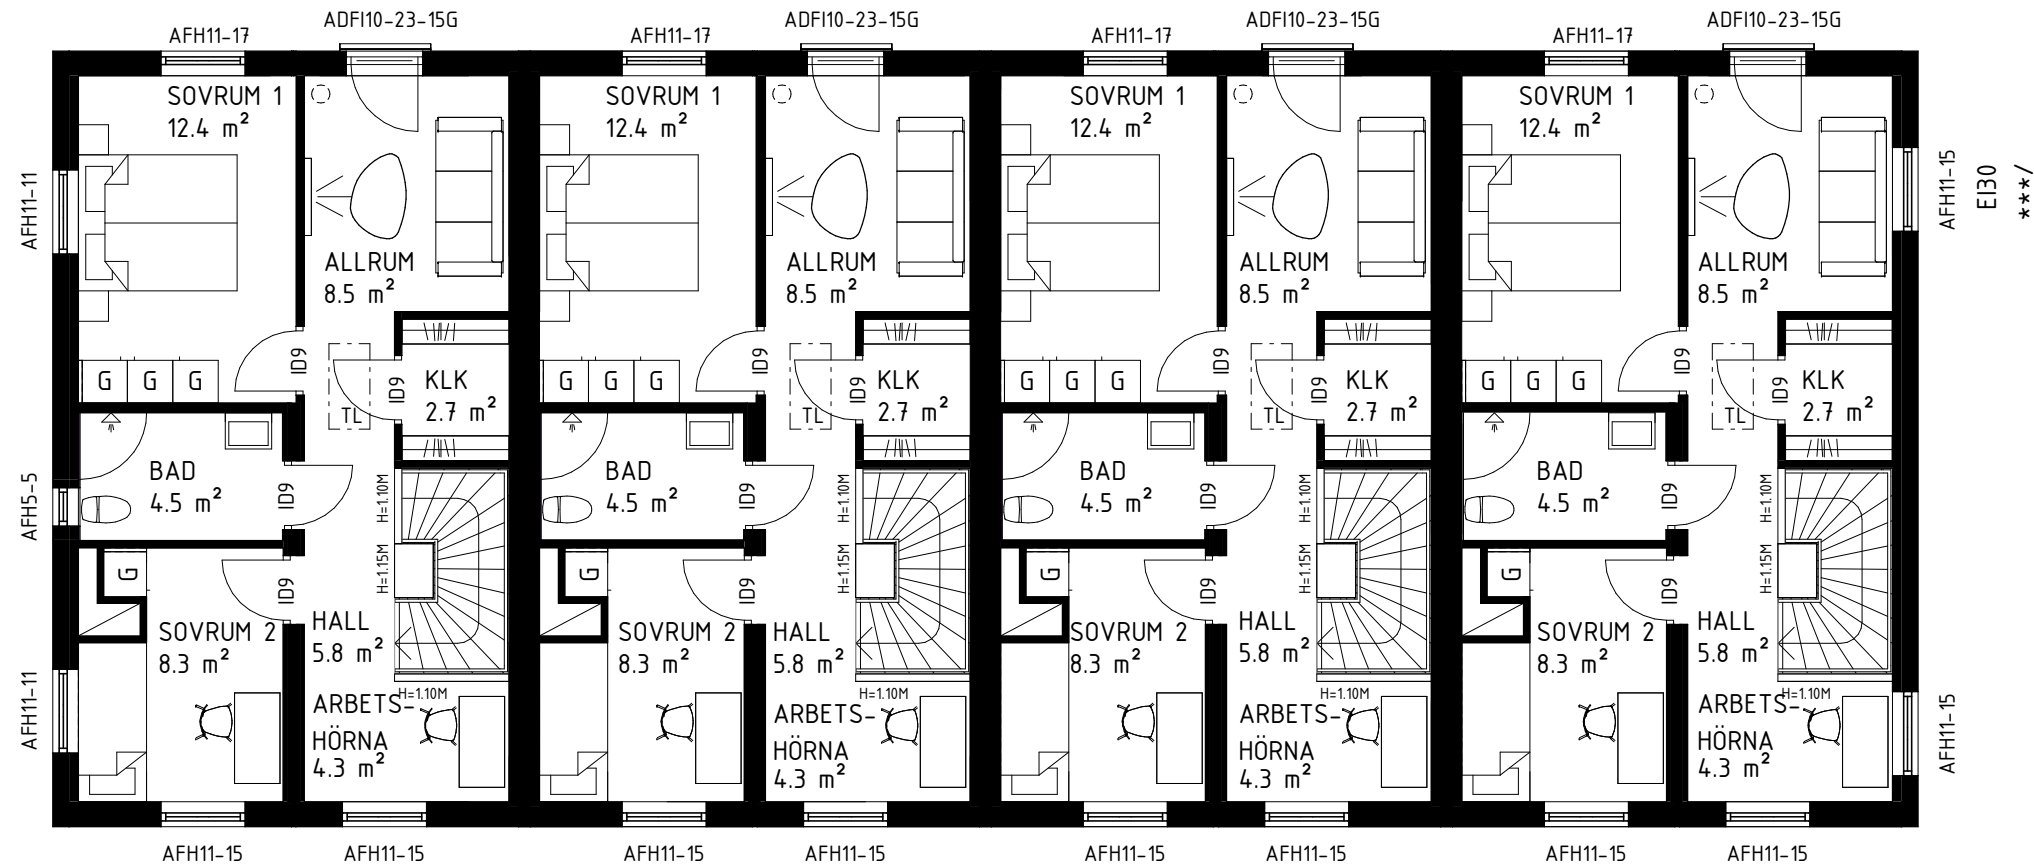 AFH11-17
ADFI10-23-15G
AFH11-17
ADFI10-23-15G
AFH11-17
ADFI10-23-15G
AFH11-17
ADFI10-23-15G
AFH11-11
AFH5-5
AFH11-11
SOVRUM 1
12.4 m²
ALLRUM
8.5 m²
G G G
ID9
TL
ID9
KLK
2.7 m²
BAD
4.5 m²
ID9
H=1.10M
H=1.15M
G
ID9
SOVRUM 2
8.3 m²
HALL
5.8 m²
H=1.10M
ARBETS-
HÖRNA
4.3 m²
SOVRUM 1
12.4 m²
ALLRUM
8.5 m²
G G G
ID9
TL
ID9
KLK
2.7 m²
BAD
4.5 m²
ID9
H=1.10M
H=1.15M
G
ID9
SOVRUM 2
8.3 m²
HALL
5.8 m²
H=1.10M
ARBETS-
HÖRNA
4.3 m²
SOVRUM 1
12.4 m²
ALLRUM
8.5 m²
G G G
ID9
TL
ID9
KLK
2.7 m²
BAD
4.5 m²
ID9
H=1.10M
H=1.15M
G
ID9
SOVRUM 2
8.3 m²
HALL
5.8 m²
H=1.10M
ARBETS-
HÖRNA
4.3 m²
SOVRUM 1
12.4 m²
ALLRUM
8.5 m²
G G G
ID9
TL
ID9
KLK
2.7 m²
BAD
4.5 m²
ID9
H=1.10M
H=1.15M
G
ID9
SOVRUM 2
8.3 m²
HALL
5.8 m²
H=1.10M
ARBETS-
HÖRNA
4.3 m²
AFH11-15
EI30
***/
AFH11-15
AFH11-15
AFH11-15
AFH11-15
AFH11-15
AFH11-15
AFH11-15
AFH11-15
AFH11-15